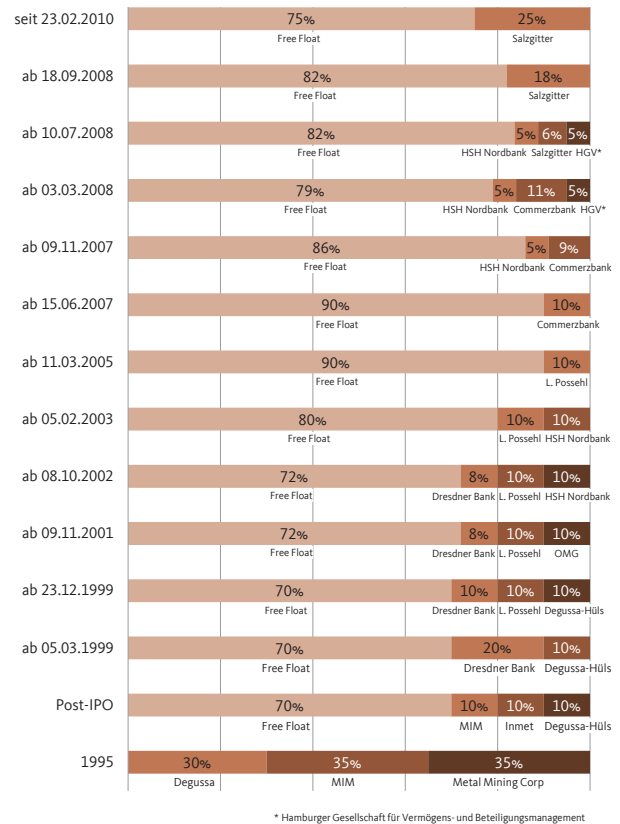 seit 23.02.2010 75% 25%
Free Float Salzgitter
ab 18.09.2008 82% 18%
Free Float Salzgitter
ab 10.07.2008 82% 5% 6% 5%
Free Float HSH Nordbank Salzgitter HGV*
ab 03.03.2008 79% 5% 11% 5%
Free Float HSH Nordbank Commerzbank HGV*
ab 09.11.2007 86% 5% 9%
Free Float HSH Nordbank Commerzbank
ab 15.06.2007 90% 10%
Free Float Commerzbank
ab 11.03.2005 90% 10%
Free Float L. Possehl
ab 05.02.2003 80% 10% 10%
Free Float L. Possehl HSH Nordbank
ab 08.10.2002 72% 8% 10% 10%
Free Float Dresdner Bank L. Possehl HSH Nordbank
ab 09.11.2001 72% 8% 10% 10%
Free Float Dresdner Bank L. Possehl OMG
ab 23.12.1999 70% 10% 10% 10%
Free Float Dresdner Bank L. Possehl Degussa-Hüls
ab 05.03.1999 70% 20% 10%
Free Float Dresdner Bank Degussa-Hüls
Post-IPO 70% 10% 10% 10%
Free Float MIM Inmet Degussa-Hüls
1995 30% 35% 35%
Degussa MIM Metal Mining Corp
* Hamburger Gesellschaft für Vermögens- und Beteiligungsmanagement